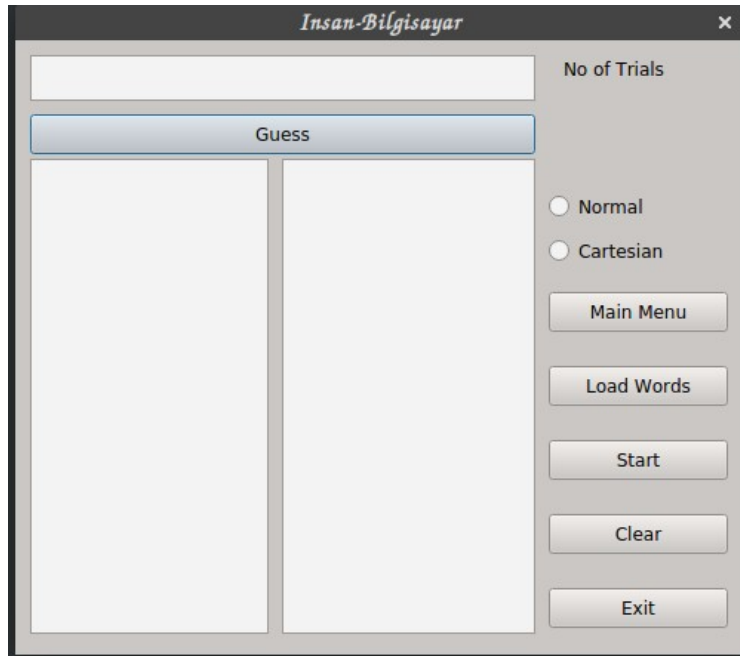 Insan-Bilgisayar
No of Trials
Guess
Normal
Cartesian
Main Menu
Load Words
Start
Clear
Exit